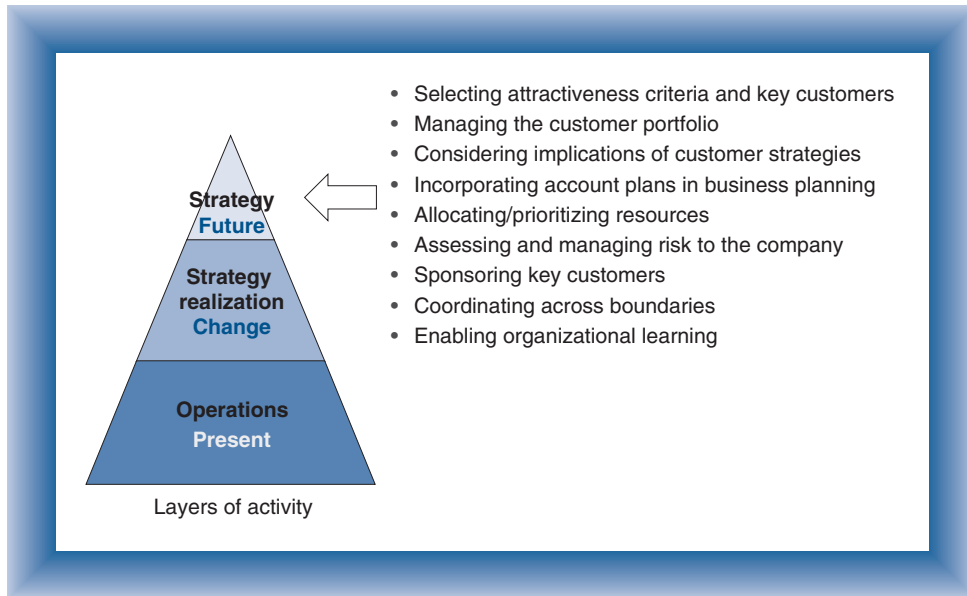 Strategy
Future
Strategy
realization
Change
Operations
Present
Layers of activity
• Selecting attractiveness criteria and key customers
• Managing the customer portfolio
• Considering implications of customer strategies
• Incorporating account plans in business planning
• Allocating/prioritizing resources
• Assessing and managing risk to the company
• Sponsoring key customers
• Coordinating across boundaries
• Enabling organizational learning